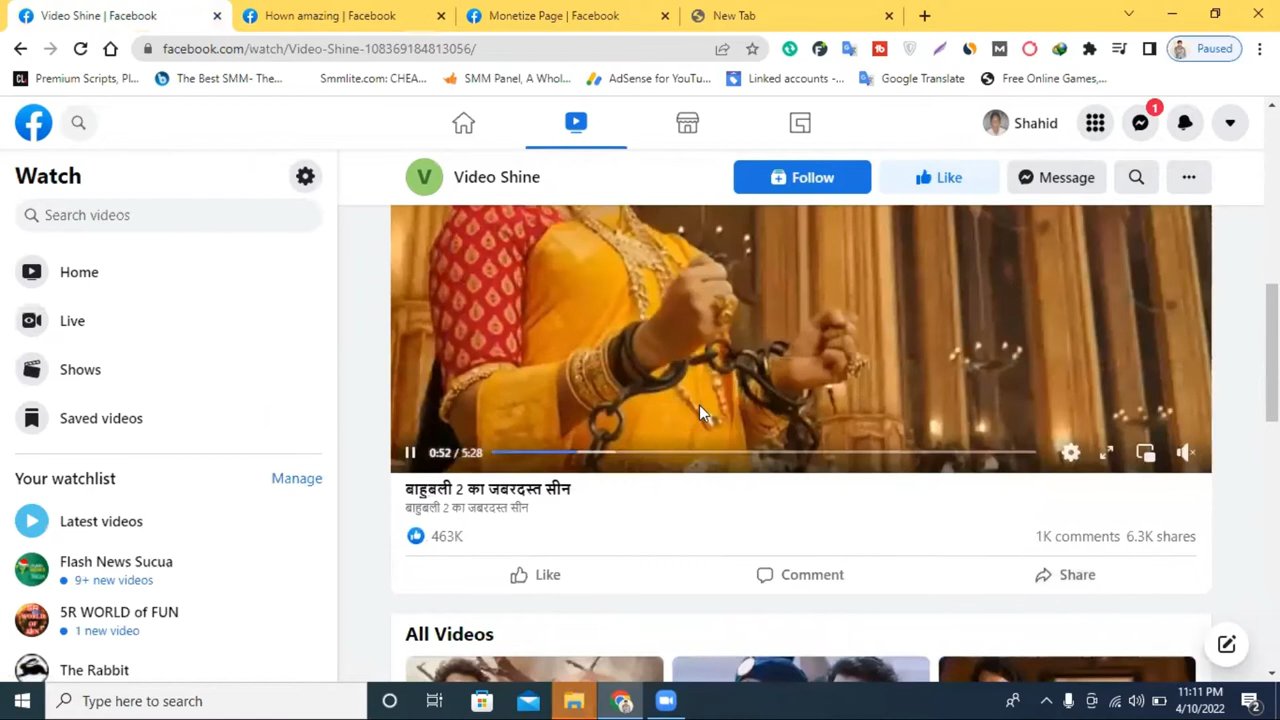 Video Shine | Facebook
Hown amazing | Facebook
Monetize Page | Facebook
New Tab
facebook.com/watch/Video-Shine-108369184813056/
Paused
Premium Scripts, Pl...
The Best SMM- The...
Smmlite.com: CHEA...
SMM Panel, A Whol...
AdSense for YouTu...
Linked accounts -...
Google Translate
Free Online Games,...
Shahid
1
Watch
Search videos
Home
Live
Shows
Saved videos
Your watchlist
Manage
Latest videos
Flash News Sucua
9+ new videos
5R WORLD of FUN
1 new video
The Rabbit
V
Video Shine
Follow
Like
Message
0:52 / 5:28
बाहुबली 2 का जबरदस्त सीन
बाहुबली 2 का जबरदस्त सीन
463K
1K comments 6.3K shares
Like
Comment
Share
All Videos
Type here to search
11:11 PM
4/10/2022
2